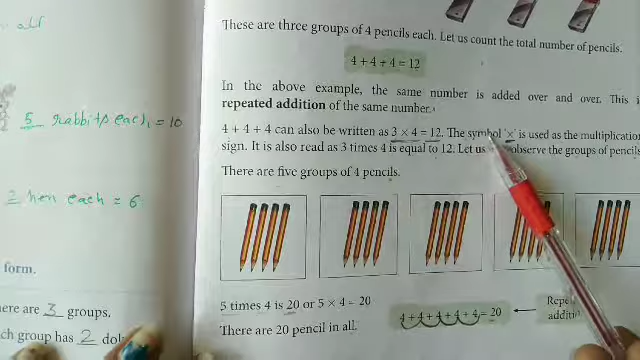 5 rabbits each = 10
hen each = 6
form.
ere are 3 groups.
ch group has 2 dol
These are three groups of 4 pencils each. Let us count the total number of pencils.
4 + 4 + 4 = 12
In the above example, the same number is added over and over. This i
repeated addition of the same number.
4 + 4 + 4 can also be written as 3 × 4 = 12. The symbol '×' is used as the multiplication
sign. It is also read as 3 times 4 is equal to 12. Let us observe the groups of pencils
There are five groups of 4 pencils.
5 times 4 is 20 or 5 × 4 = 20
4 + 4 + 4 + 4 + 4 = 20
Repe
additi
There are 20 pencil in all.